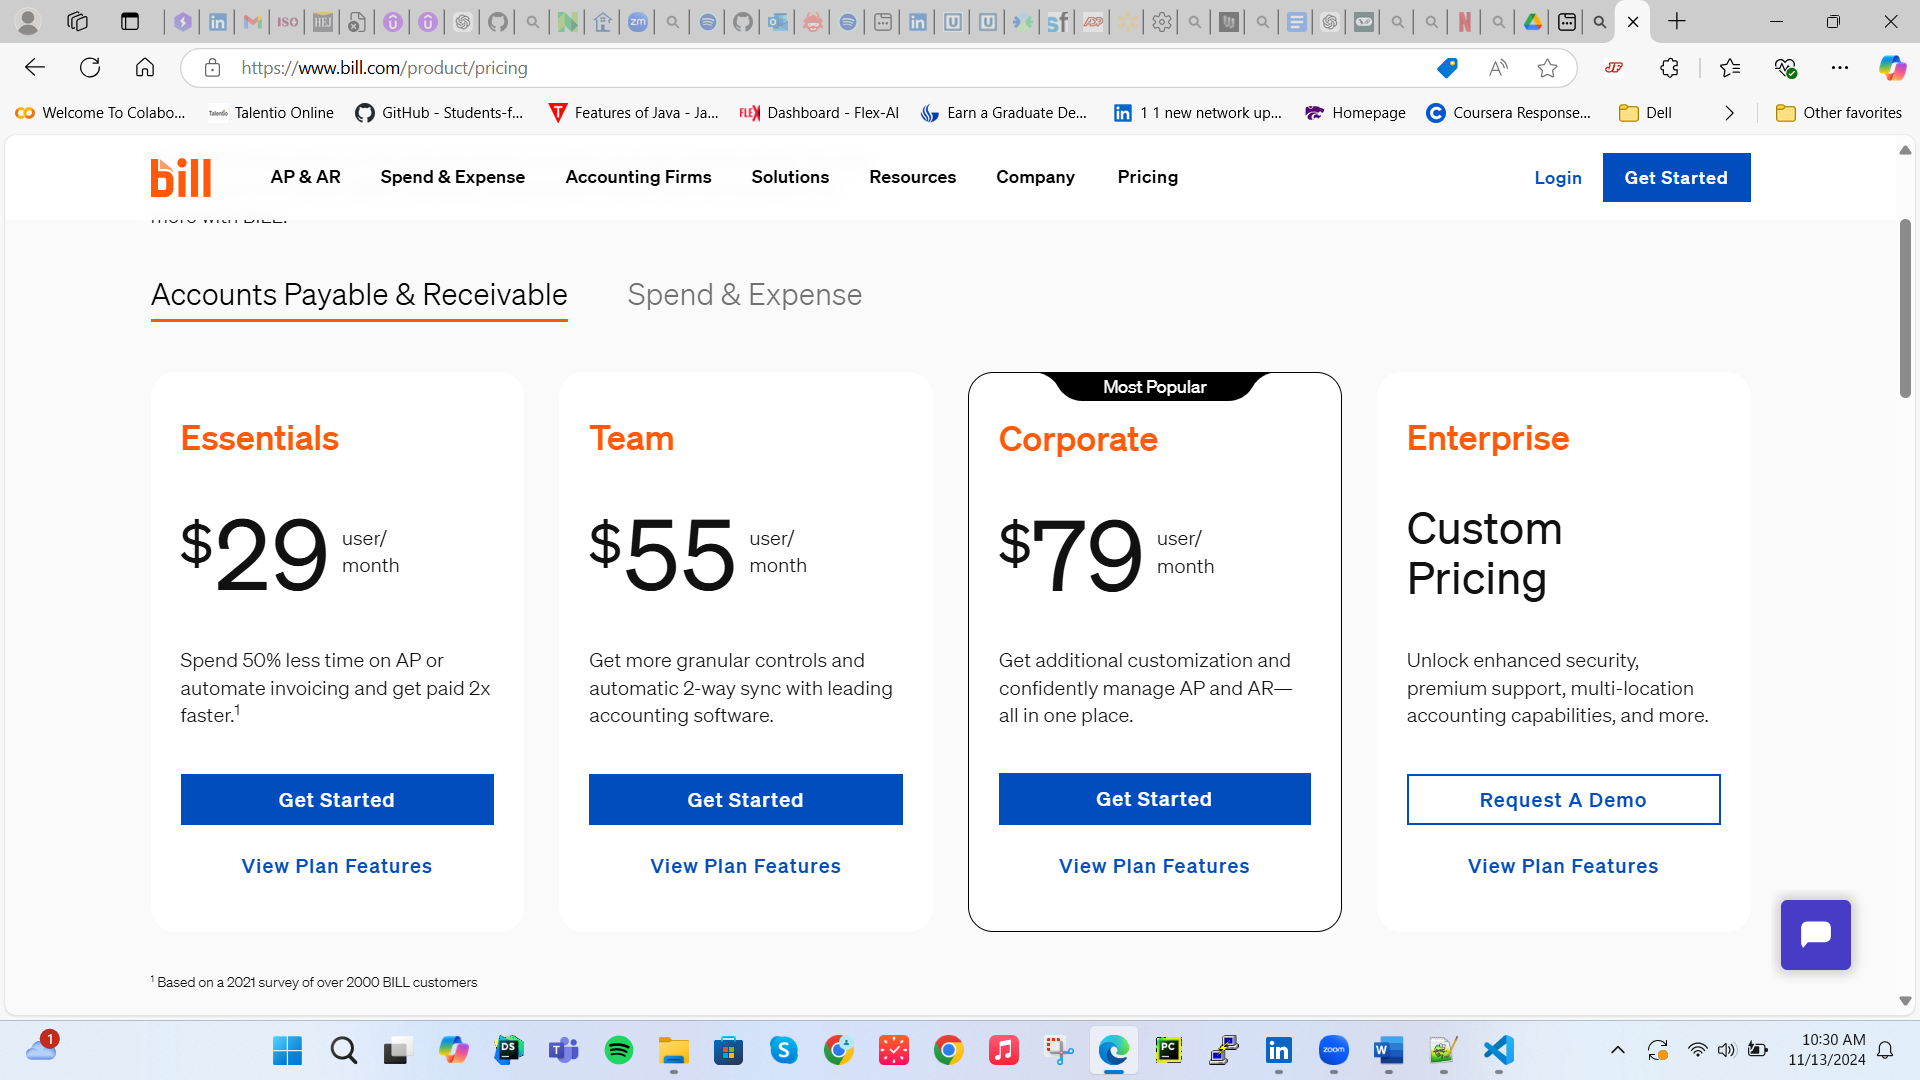 https://www.bill.com/product/pricing
Welcome To Colabo...
Talentio Online
GitHub - Students-f...
Features of Java - Ja...
Dashboard - Flex-AI
Earn a Graduate De...
1 1 new network up...
Homepage
Coursera Response...
Dell
Other favorites
bill
AP & AR
Spend & Expense
Accounting Firms
Solutions
Resources
Company
Pricing
Login
Get Started
more with BILL.
Accounts Payable & Receivable
Spend & Expense
Essentials
$29 user/
month
Spend 50% less time on AP or
automate invoicing and get paid 2x
faster.1
Get Started
View Plan Features
Team
$55 user/
month
Get more granular controls and
automatic 2-way sync with leading
accounting software.
Get Started
View Plan Features
Most Popular
Corporate
$79 user/
month
Get additional customization and
confidently manage AP and AR—
all in one place.
Get Started
View Plan Features
Enterprise
Custom
Pricing
Unlock enhanced security,
premium support, multi-location
accounting capabilities, and more.
Request A Demo
View Plan Features
1 Based on a 2021 survey of over 2000 BILL customers
1
10:30 AM
11/13/2024